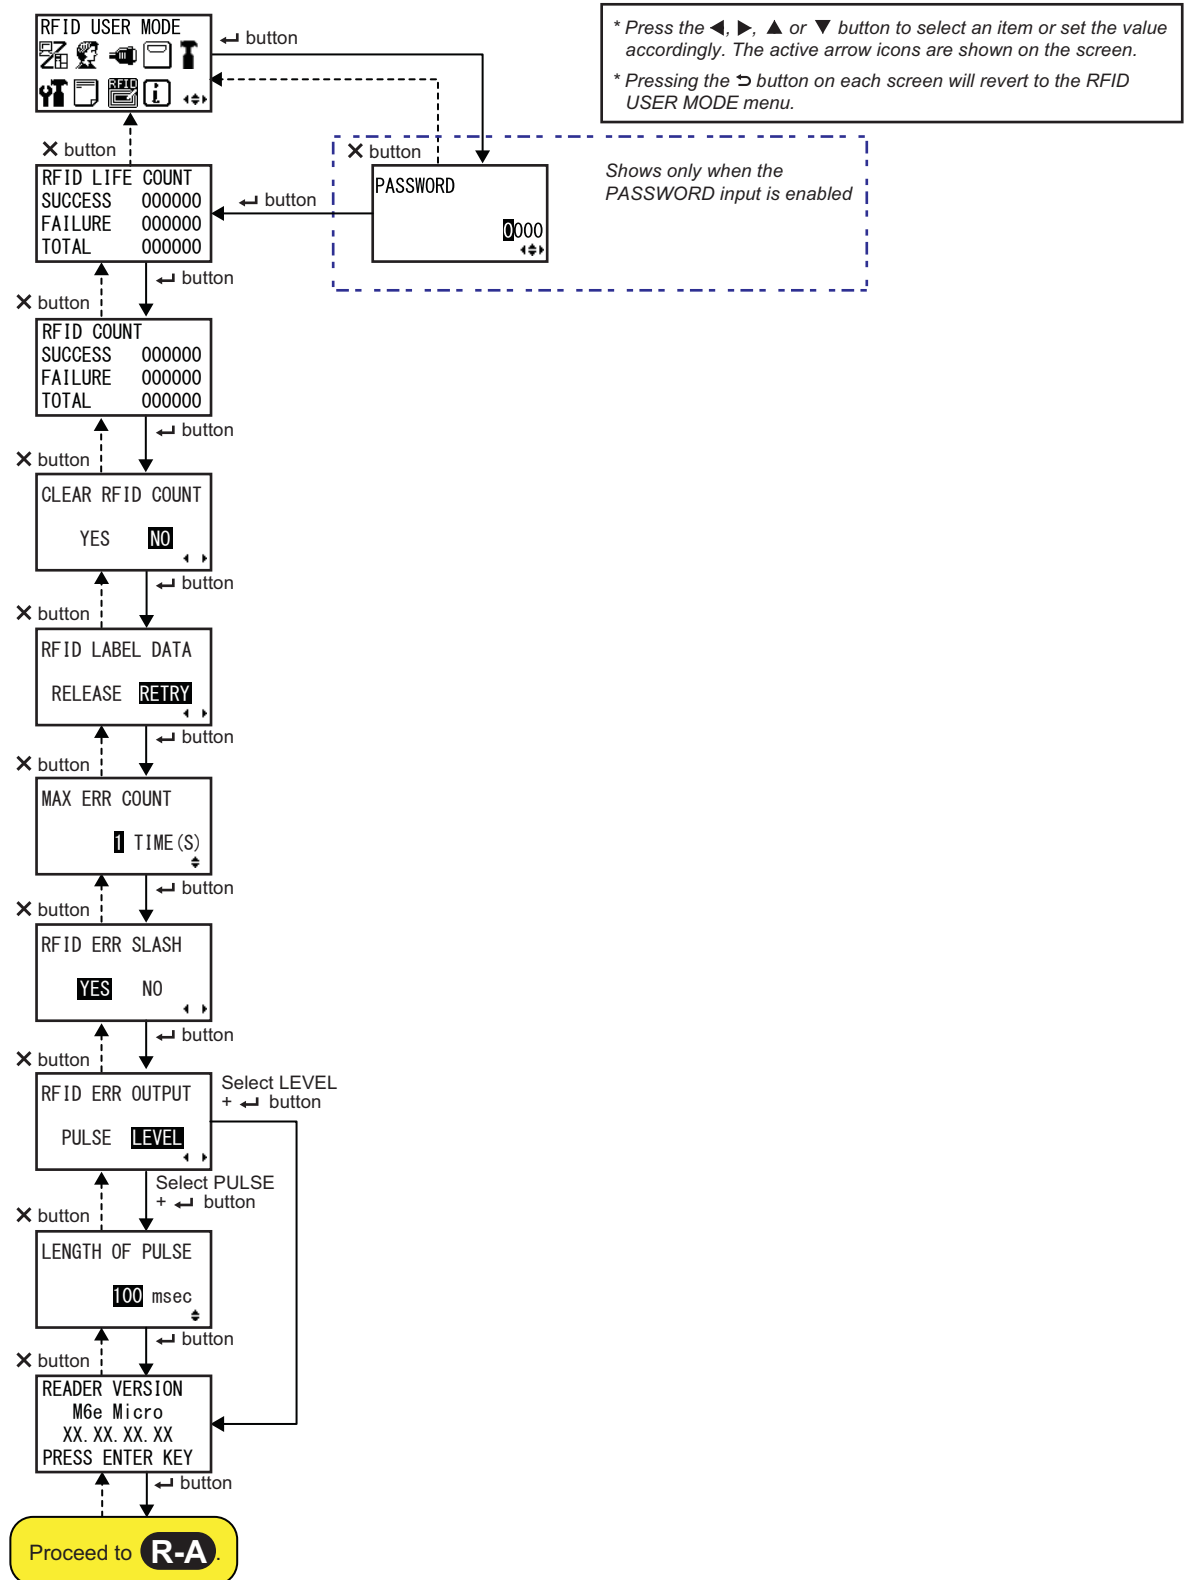 RFID USER MODE
RFID
↵ button
* Press the ◀, ▶, ▲ or ▼ button to select an item or set the value
accordingly. The active arrow icons are shown on the screen.
* Pressing the ⮌ button on each screen will revert to the RFID
USER MODE menu.
✕ button
RFID LIFE COUNT
SUCCESS 000000
FAILURE 000000
TOTAL 000000
↵ button
✕ button
PASSWORD
0000
Shows only when the
PASSWORD input is enabled
↵ button
✕ button
RFID COUNT
SUCCESS 000000
FAILURE 000000
TOTAL 000000
↵ button
✕ button
CLEAR RFID COUNT
YES NO
↵ button
✕ button
RFID LABEL DATA
RELEASE RETRY
↵ button
✕ button
MAX ERR COUNT
1 TIME(S)
↵ button
✕ button
RFID ERR SLASH
YES NO
↵ button
✕ button
RFID ERR OUTPUT
PULSE LEVEL
Select LEVEL
+ ↵ button
Select PULSE
+ ↵ button
✕ button
LENGTH OF PULSE
100 msec
↵ button
✕ button
READER VERSION
M6e Micro
XX.XX.XX.XX
PRESS ENTER KEY
↵ button
Proceed to R-A.